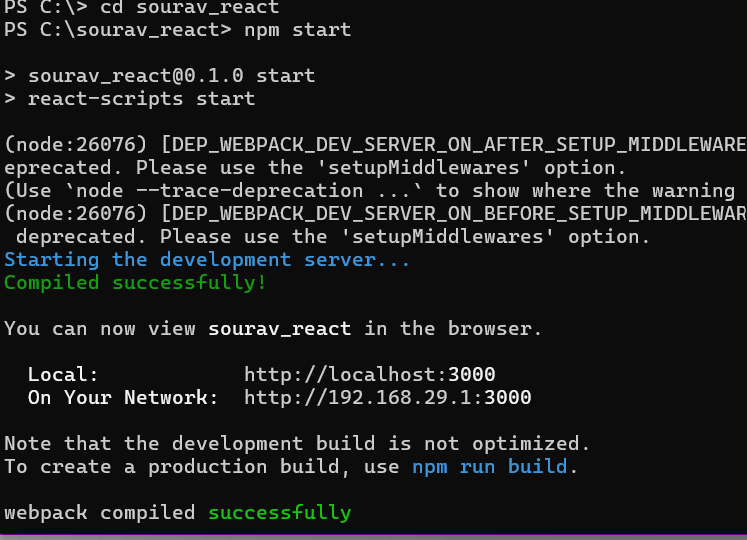 PS C:\> cd sourav_react
PS C:\sourav_react> npm start
> sourav_react@0.1.0 start
> react-scripts start
(node:26076) [DEP_WEBPACK_DEV_SERVER_ON_AFTER_SETUP_MIDDLEWARE
eprecated. Please use the 'setupMiddlewares' option.
(Use `node --trace-deprecation ...` to show where the warning
(node:26076) [DEP_WEBPACK_DEV_SERVER_ON_BEFORE_SETUP_MIDDLEWAR
deprecated. Please use the 'setupMiddlewares' option.
Starting the development server...
Compiled successfully!
You can now view sourav_react in the browser.
Local: http://localhost:3000
On Your Network: http://192.168.29.1:3000
Note that the development build is not optimized.
To create a production build, use npm run build.
webpack compiled successfully